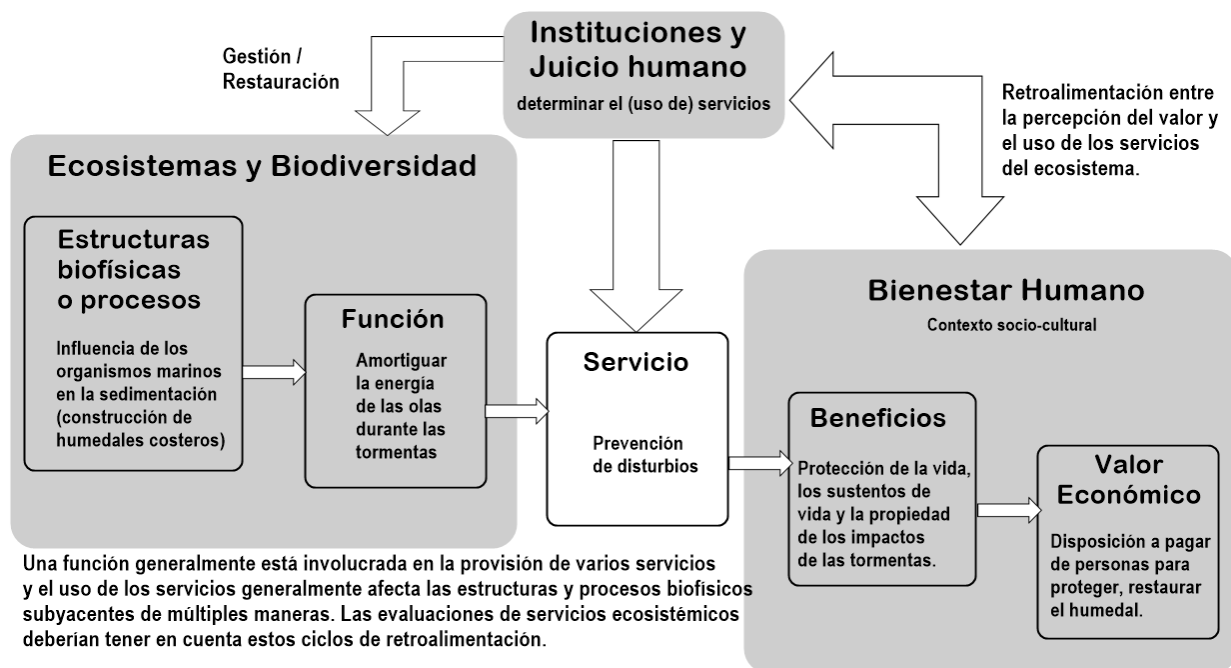 Instituciones y
Juicio humano
determinar el (uso de) servicios
Gestión /
Restauración
Retroalimentación entre
la percepción del valor y
el uso de los servicios
del ecosistema.
Ecosistemas y Biodiversidad
Estructuras
biofísicas
o procesos
Influencia de los
organismos marinos
en la sedimentación
(construcción de
humedales costeros)
Función
Amortiguar
la energía
de las olas
durante las
tormentas
Servicio
Prevención
de disturbios
Bienestar Humano
Contexto socio-cultural
Beneficios
Protección de la vida,
los sustentos de
vida y la propiedad
de los impactos
de las tormentas.
Valor
Económico
Disposición a pagar
de personas para
proteger, restaurar
el humedal.
Una función generalmente está involucrada en la provisión de varios servicios
y el uso de los servicios generalmente afecta las estructuras y procesos biofísicos
subyacentes de múltiples maneras. Las evaluaciones de servicios ecosistémicos
deberían tener en cuenta estos ciclos de retroalimentación.